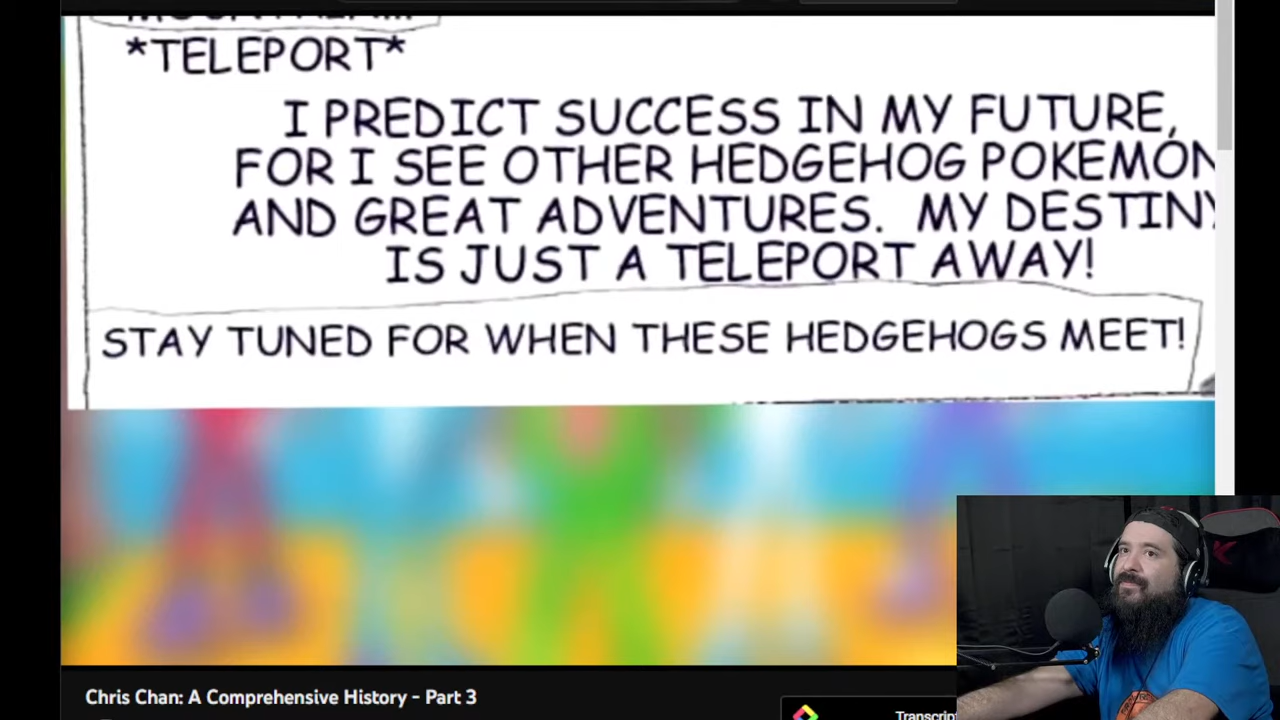 *TELEPORT*
I PREDICT SUCCESS IN MY FUTURE,
FOR I SEE OTHER HEDGEHOG POKEMÓN
AND GREAT ADVENTURES. MY DESTINY
IS JUST A TELEPORT AWAY!
STAY TUNED FOR WHEN THESE HEDGEHOGS MEET!
Chris Chan: A Comprehensive History - Part 3